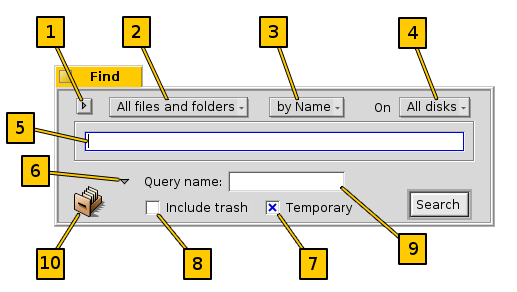 1 2 3 4
Find
All files and folders by Name On All disks
5
6
Query name:
Include trash Temporary Search
10 8 7 9